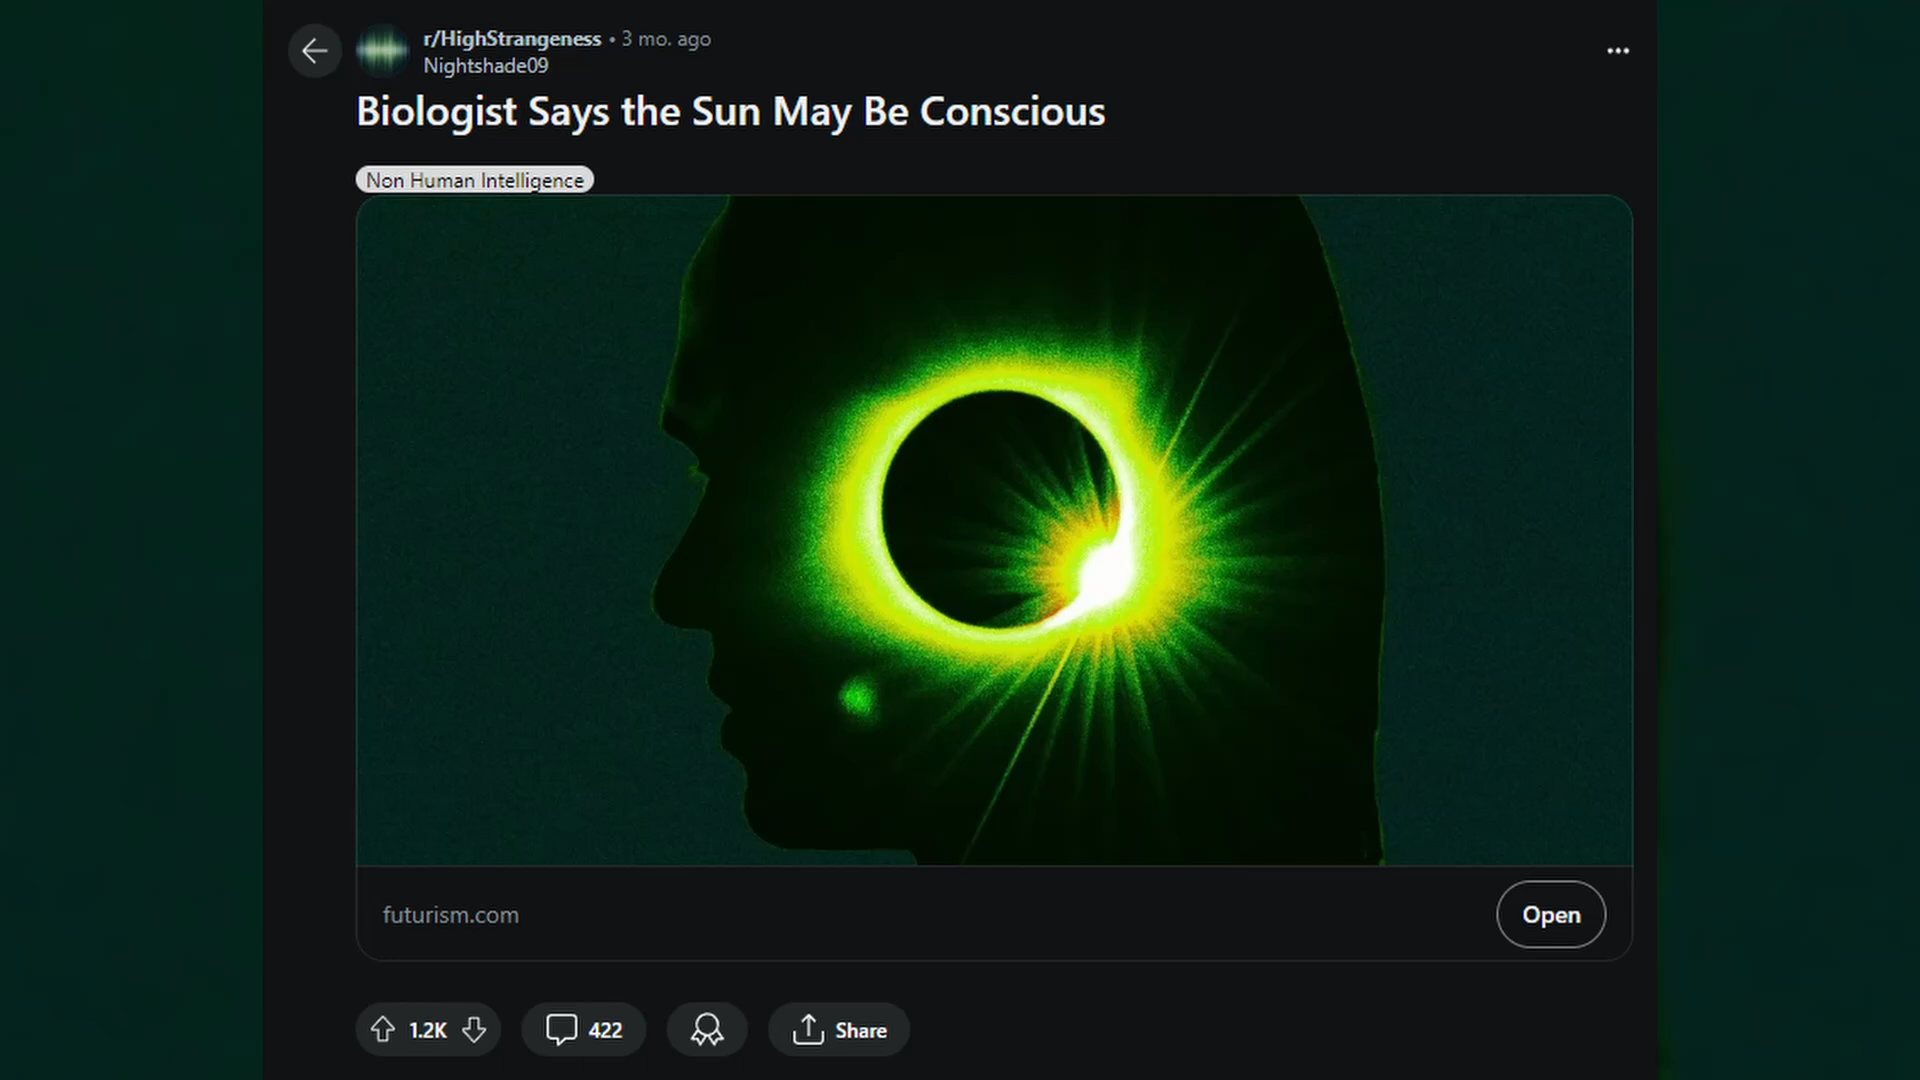 r/HighStrangeness • 3 mo. ago
Nightshade09
Biologist Says the Sun May Be Conscious
Non Human Intelligence
futurism.com
Open
1.2K
422
Share